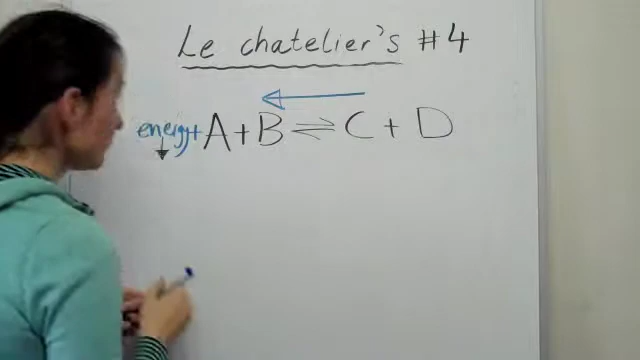 Le chatelier's #4
energy + A + B ⇌ C + D